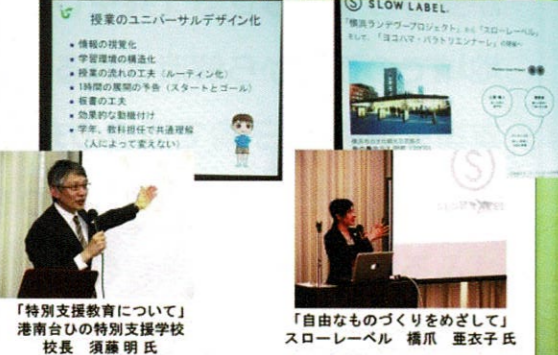 授業のユニバーサルデザイン化
• 情報の視覚化
• 学習環境の構造化
• 授業の流れの工夫（ルーティン化）
• 1時間の展開の予告（スタートとゴール）
• 板書の工夫
• 効果的な動機付け
• 学年、教科担任で共通理解
（人によって変えない）
「特別支援教育について」
港南台ひの特別支援学校
校長 須藤 明 氏
SLOW LABEL.
「横浜ランデヴープロジェクト」から「スローレーベル」
そして、「ヨコハマ・パラトリエンナーレ」の開催へ
「自由なものづくりをめざして」
スローレーベル 橋爪 亜衣子 氏